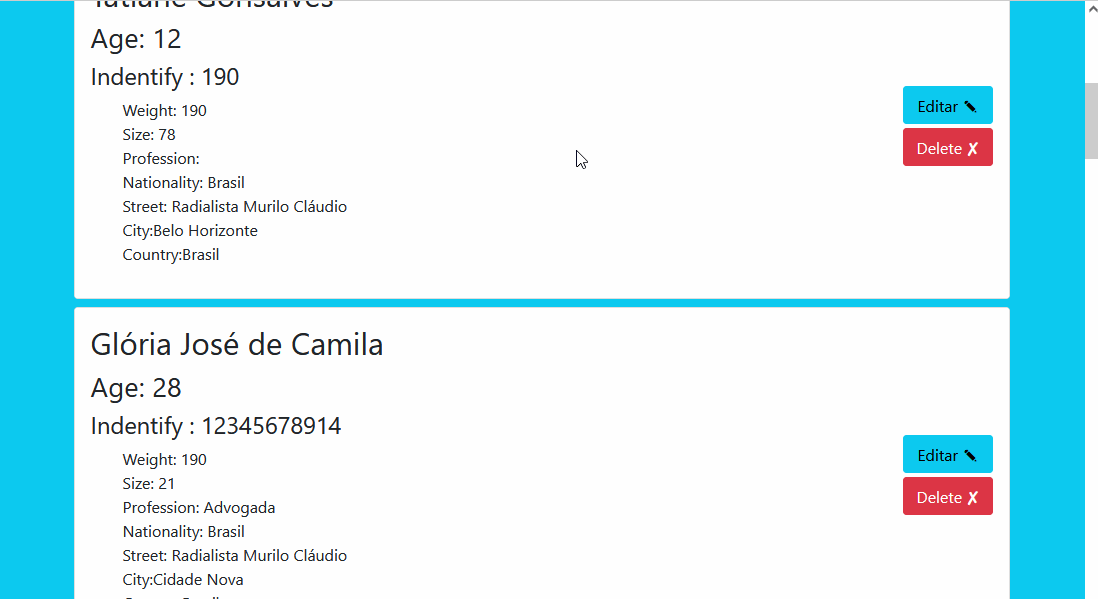 Tatiane Gonsalves
Age: 12
Indentify : 190
Weight: 190
Size: 78
Profession:
Nationality: Brasil
Street: Radialista Murilo Cláudio
City:Belo Horizonte
Country:Brasil
Editar
Delete ✗
Glória José de Camila
Age: 28
Indentify : 12345678914
Weight: 190
Size: 21
Profession: Advogada
Nationality: Brasil
Street: Radialista Murilo Cláudio
City:Cidade Nova
Editar
Delete ✗